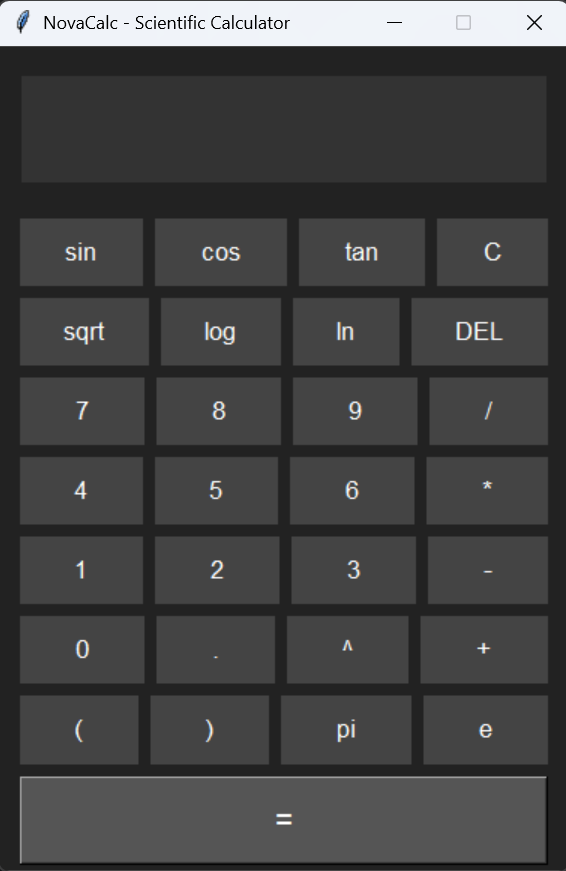 NovaCalc - Scientific Calculator
sin cos tan C
sqrt log ln DEL
7 8 9 /
4 5 6 *
1 2 3 -
0 . ^ +
( ) pi e
=